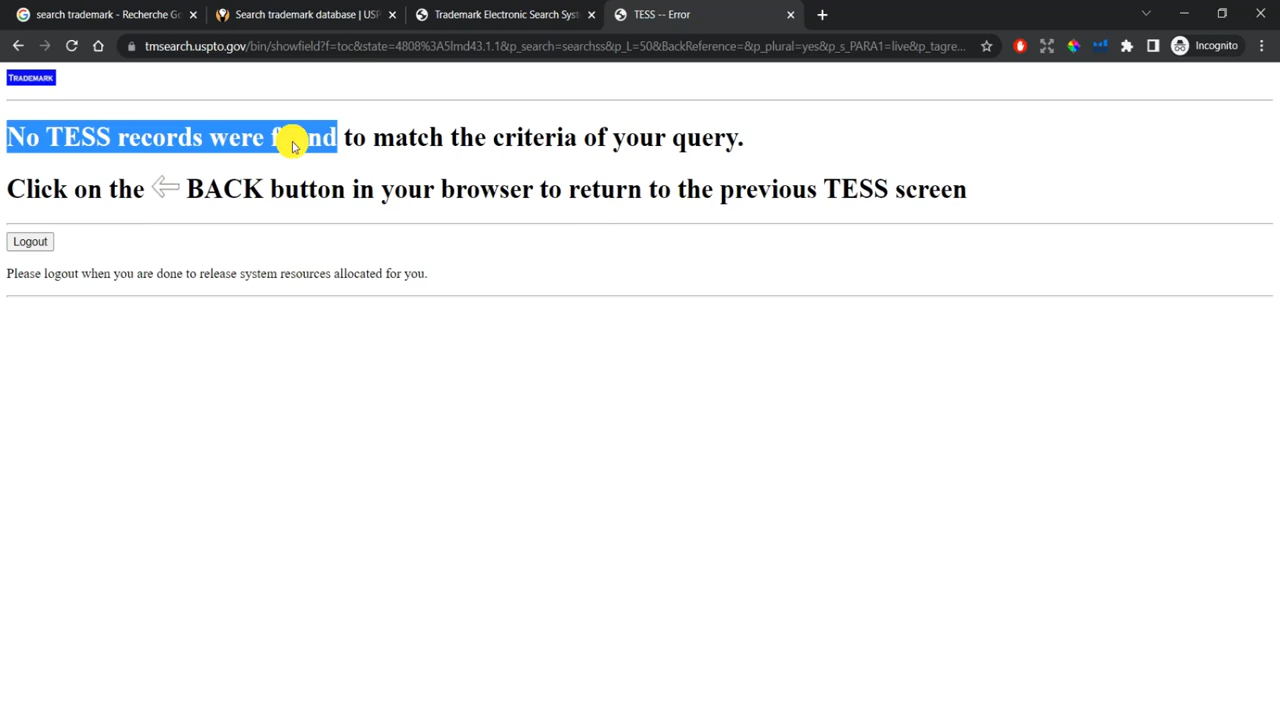 search trademark - Recherche Go
Search trademark database | USP
Trademark Electronic Search Syst
TESS -- Error
tmsearch.uspto.gov/bin/showfield?f=toc&state=4808%3A5lmd43.1.1&p_search=searchss&p_L=50&BackReference=&p_plural=yes&p_s_PARA1=live&p_tagre...
Incognito
TRADEMARK
No TESS records were found to match the criteria of your query.
Click on the BACK button in your browser to return to the previous TESS screen
Logout
Please logout when you are done to release system resources allocated for you.